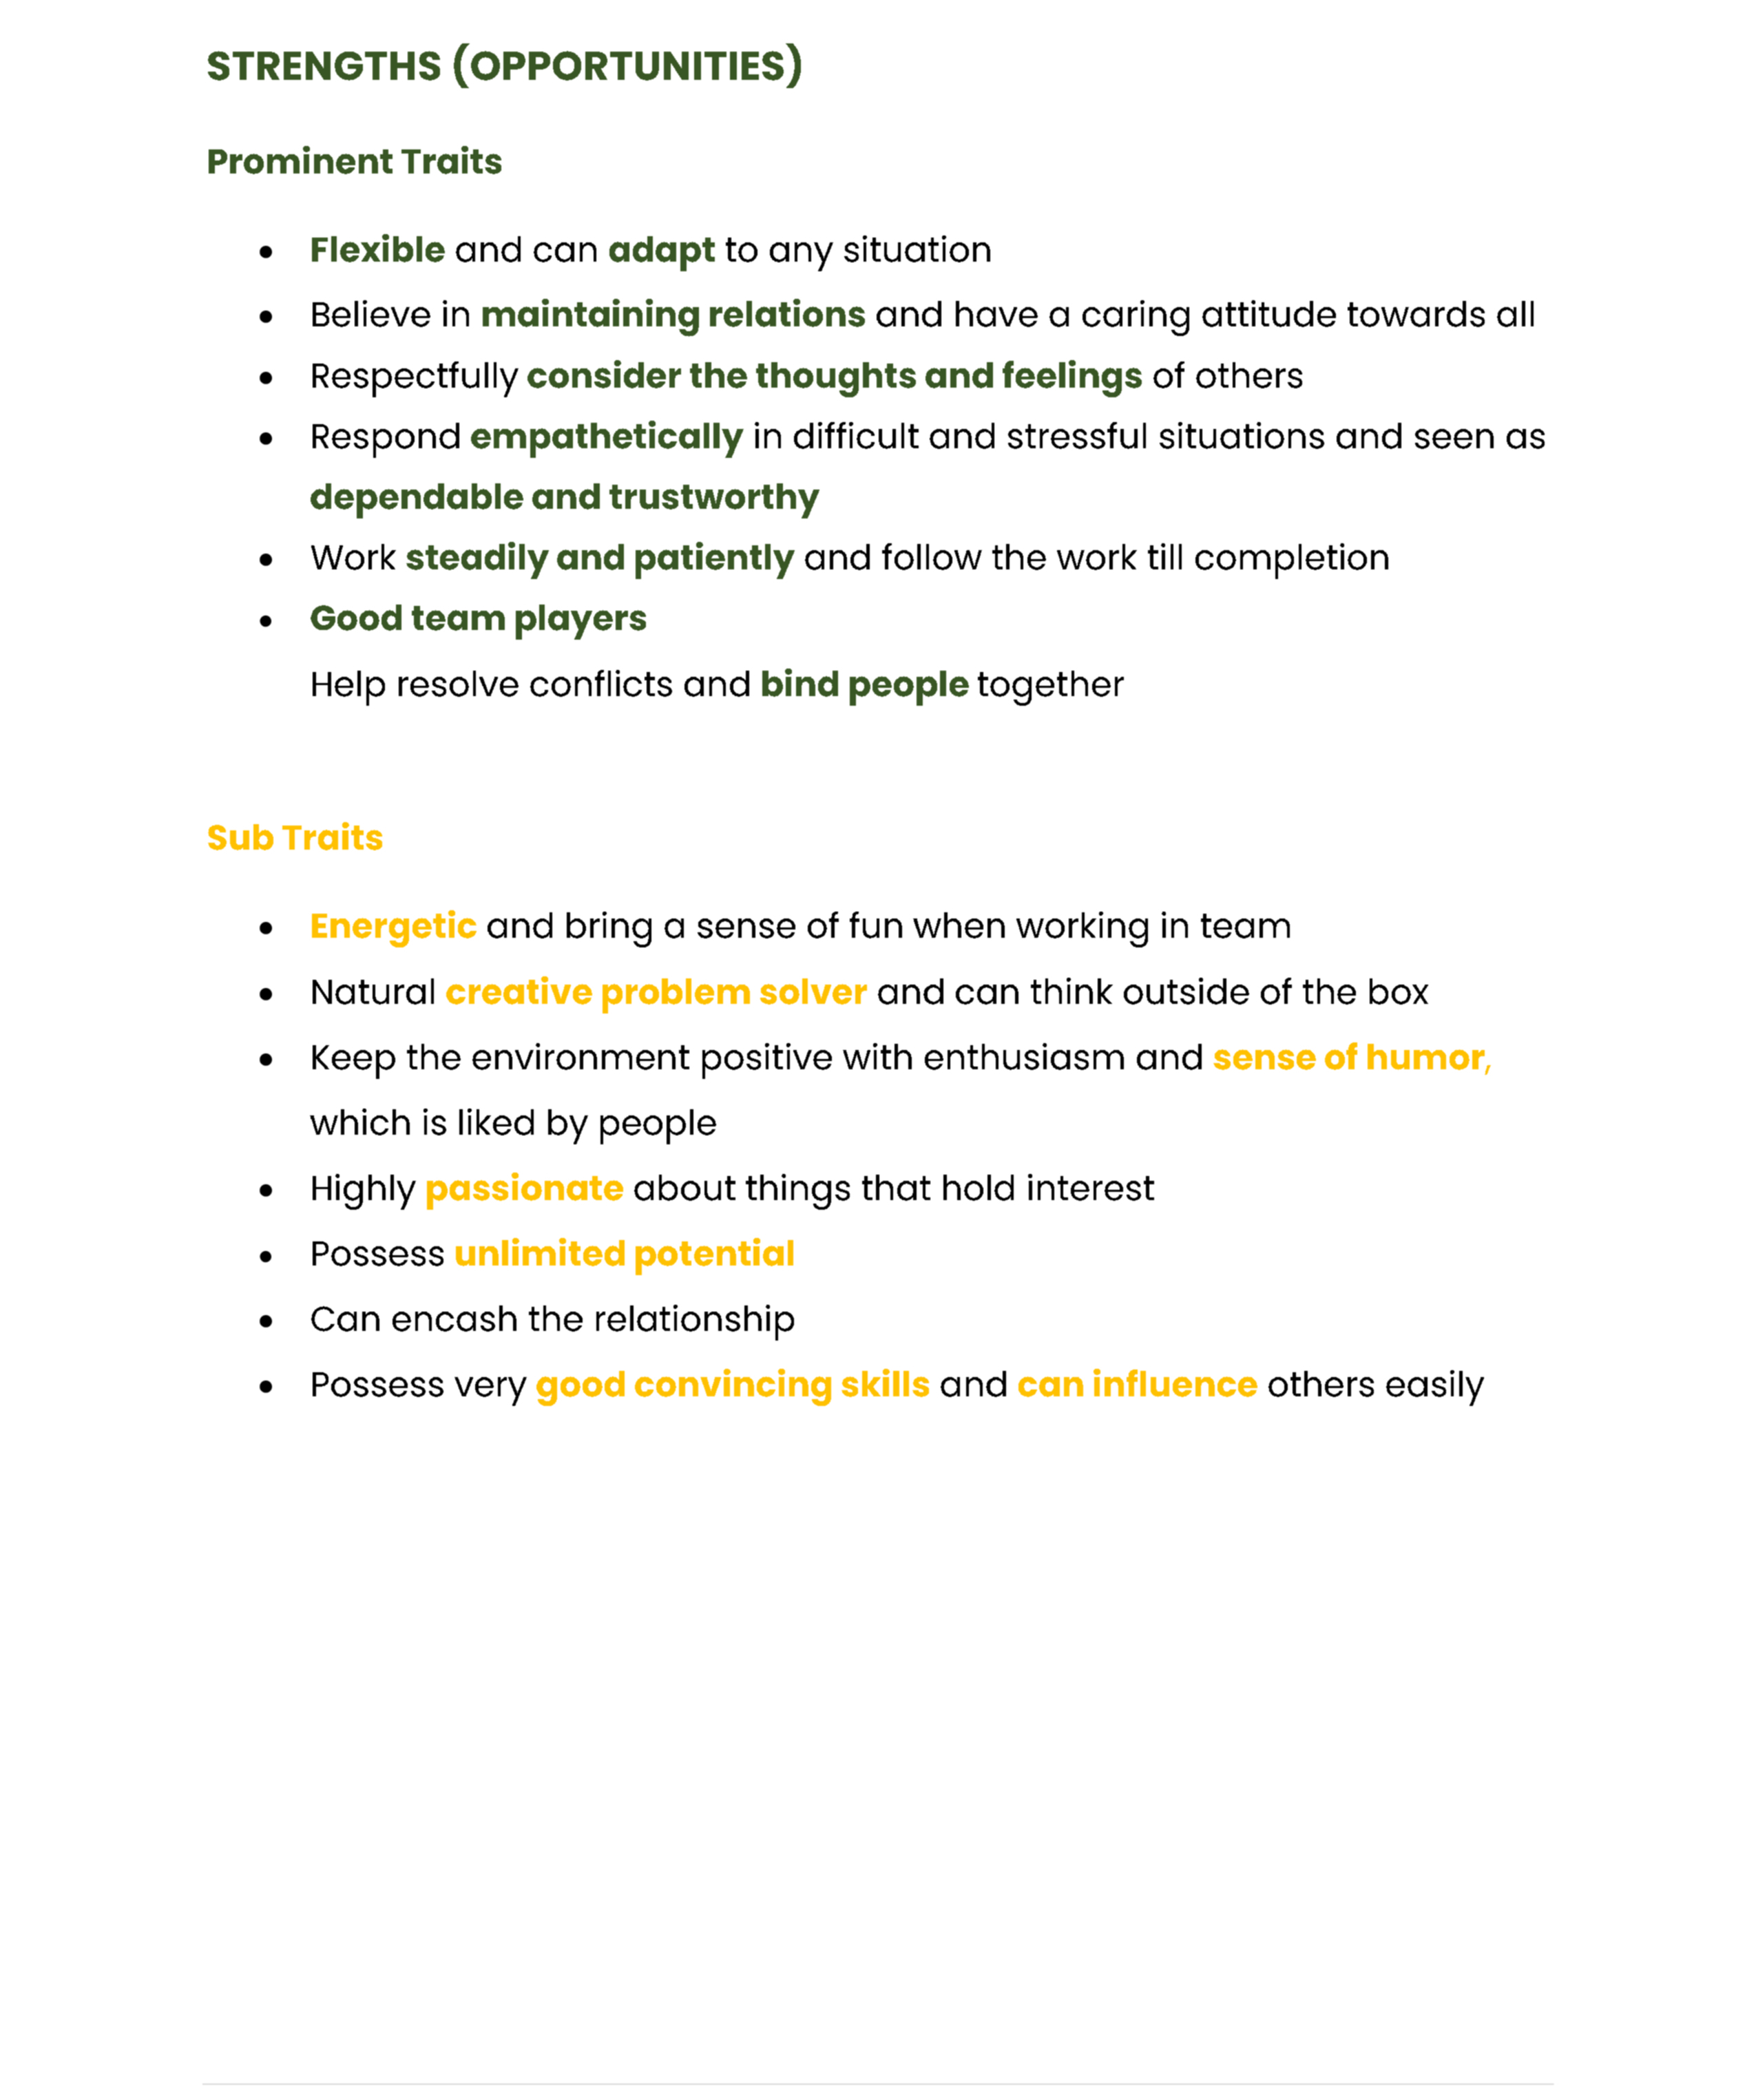 STRENGTHS (OPPORTUNITIES)
Prominent Traits
• Flexible and can adapt to any situation
• Believe in maintaining relations and have a caring attitude towards all
• Respectfully consider the thoughts and feelings of others
• Respond empathetically in difficult and stressful situations and seen as
dependable and trustworthy
• Work steadily and patiently and follow the work till completion
• Good team players
Help resolve conflicts and bind people together
Sub Traits
• Energetic and bring a sense of fun when working in team
• Natural creative problem solver and can think outside of the box
• Keep the environment positive with enthusiasm and sense of humor,
which is liked by people
• Highly passionate about things that hold interest
• Possess unlimited potential
• Can encash the relationship
• Possess very good convincing skills and can influence others easily